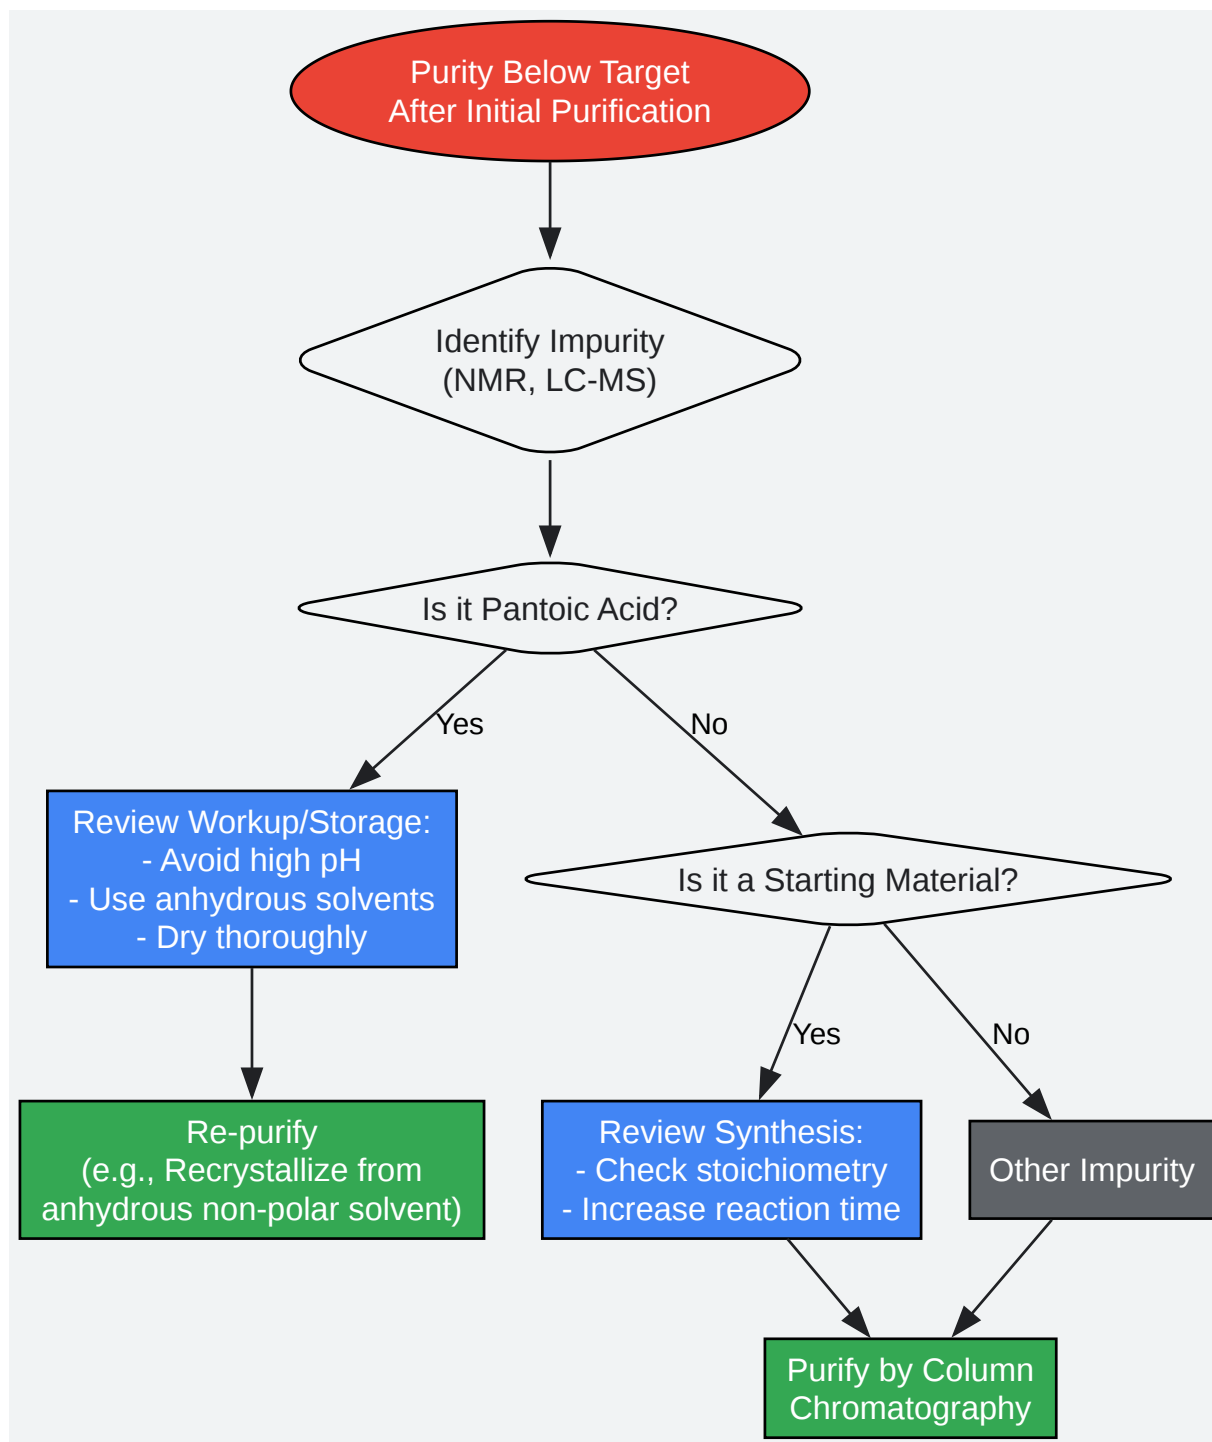 Purity Below Target
After Initial Purification
Identify Impurity
(NMR, LC-MS)
Is it Pantoic Acid?
Yes
No
Review Workup/Storage:
- Avoid high pH
- Use anhydrous solvents
- Dry thoroughly
Is it a Starting Material?
Yes
No
Re-purify
(e.g., Recrystallize from
anhydrous non-polar solvent)
Review Synthesis:
- Check stoichiometry
- Increase reaction time
Other Impurity
Purify by Column
Chromatography